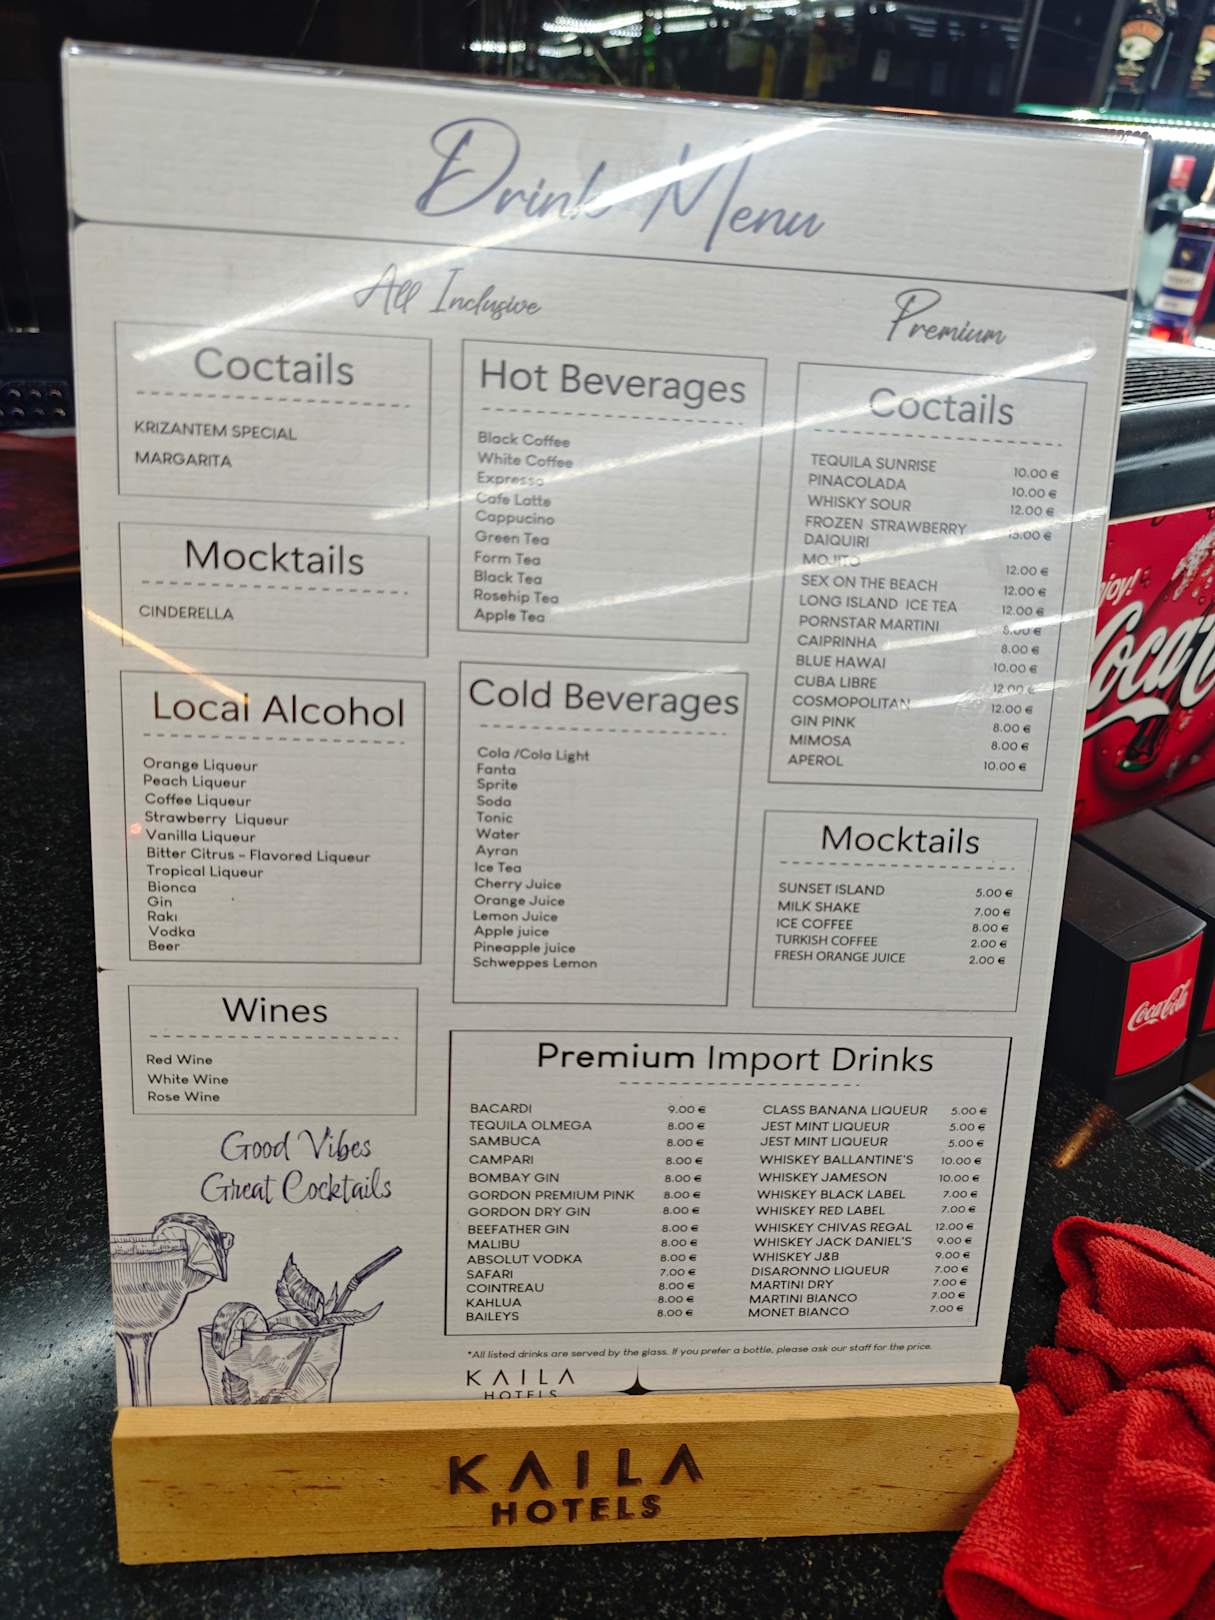 Drink Menu
All Inclusive
Coctails
KRIZANTEM SPECIAL
MARGARITA
Mocktails
CINDERELLA
Local Alcohol
Orange Liqueur
Peach Liqueur
Coffee Liqueur
Strawberry Liqueur
Vanilla Liqueur
Bitter Citrus - Flavored Liqueur
Tropical Liqueur
Bionca
Gin
Rakı
Vodka
Beer
Wines
Red Wine
White Wine
Rose Wine
Good Vibes
Great Cocktails
Hot Beverages
Black Coffee
White Coffee
Expresso
Cafe Latte
Cappucino
Green Tea
Form Tea
Black Tea
Rosehip Tea
Apple Tea
Cold Beverages
Cola /Cola Light
Fanta
Sprite
Soda
Tonic
Water
Ayran
Ice Tea
Cherry Juice
Orange Juice
Lemon Juice
Apple juice
Pineapple juice
Schweppes Lemon
Premium
Coctails
TEQUILA SUNRISE 10.00 €
PINACOLADA 10.00 €
WHISKY SOUR 12.00 €
FROZEN STRAWBERRY
DAIQUIRI 13.00 €
MOJITO 12.00 €
SEX ON THE BEACH 12.00 €
LONG ISLAND ICE TEA 12.00 €
PORNSTAR MARTINI 8.00 €
CAIPRINHA 8.00 €
BLUE HAWAI 10.00 €
CUBA LIBRE 12.00 €
COSMOPOLITAN 12.00 €
GIN PINK 8.00 €
MIMOSA 8.00 €
APEROL 10.00 €
Mocktails
SUNSET ISLAND 5.00 €
MILK SHAKE 7.00 €
ICE COFFEE 8.00 €
TURKISH COFFEE 2.00 €
FRESH ORANGE JUICE 2.00 €
Premium Import Drinks
BACARDI 9.00 €
TEQUILA OLMEGA 8.00 €
SAMBUCA 8.00 €
CAMPARI 8.00 €
BOMBAY GIN 8.00 €
GORDON PREMIUM PINK 8.00 €
GORDON DRY GIN 8.00 €
BEEFATHER GIN 8.00 €
MALIBU 8.00 €
ABSOLUT VODKA 8.00 €
SAFARI 7.00 €
COINTREAU 8.00 €
KAHLUA 8.00 €
BAILEYS 8.00 €
CLASS BANANA LIQUEUR 5.00 €
JEST MINT LIQUEUR 5.00 €
JEST MINT LIQUEUR 5.00 €
WHISKEY BALLANTINE'S 10.00 €
WHISKEY JAMESON 10.00 €
WHISKEY BLACK LABEL 7.00 €
WHISKEY RED LABEL 7.00 €
WHISKEY CHIVAS REGAL 12.00 €
WHISKEY JACK DANIEL'S 9.00 €
WHISKEY J&B 9.00 €
DISARONNO LIQUEUR 7.00 €
MARTINI DRY 7.00 €
MARTINI BIANCO 7.00 €
MONET BIANCO 7.00 €
*All listed drinks are served by the glass. If you prefer a bottle, please ask our staff for the price.
KAILA
HOTELS
KAILA
HOTELS
Coca-Cola